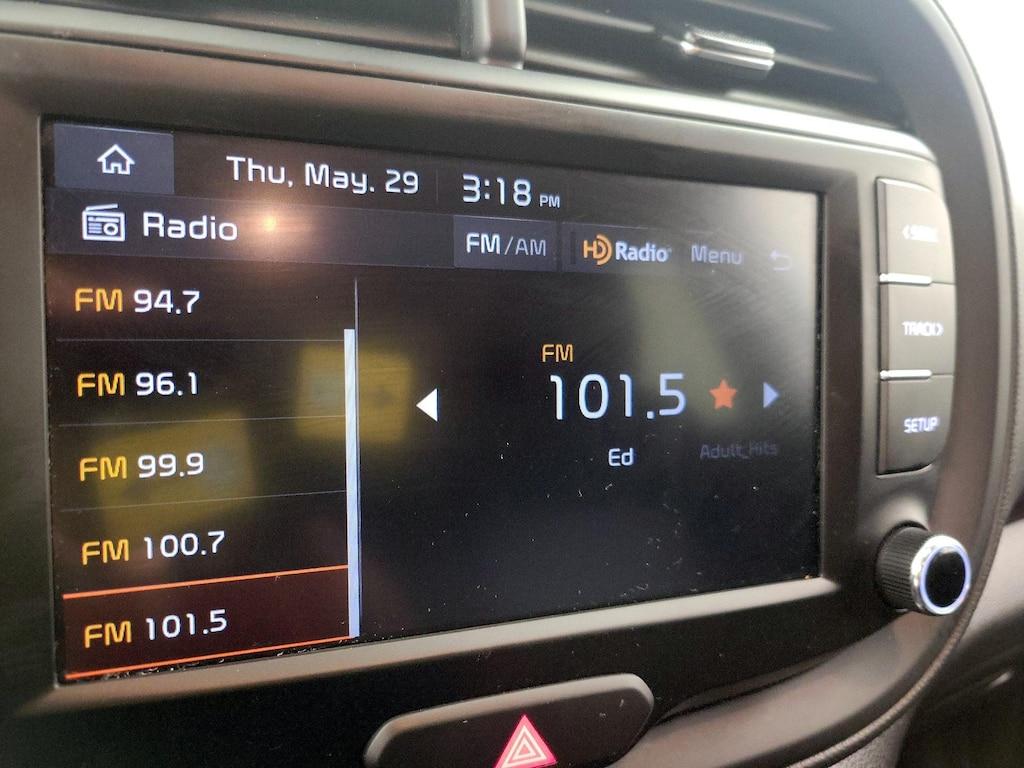 Thu, May. 29 3:18 PM
Radio FM/AM HD Radio Menu
FM 94.7
FM 96.1
FM 99.9
FM 100.7
FM 101.5
FM
101.5
Ed Adult_Hits
< SEEK
TRACK >
SETUP